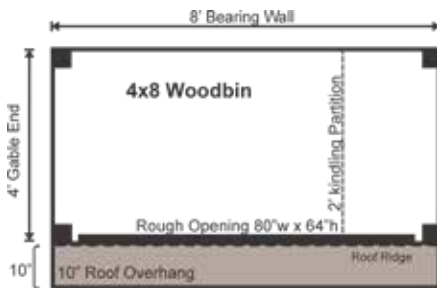 8' Bearing Wall
4x8 Woodbin
4' Gable End
2' kindling Partition
Rough Opening 80"w x 64"h
Roof Ridge
10"
10" Roof Overhang